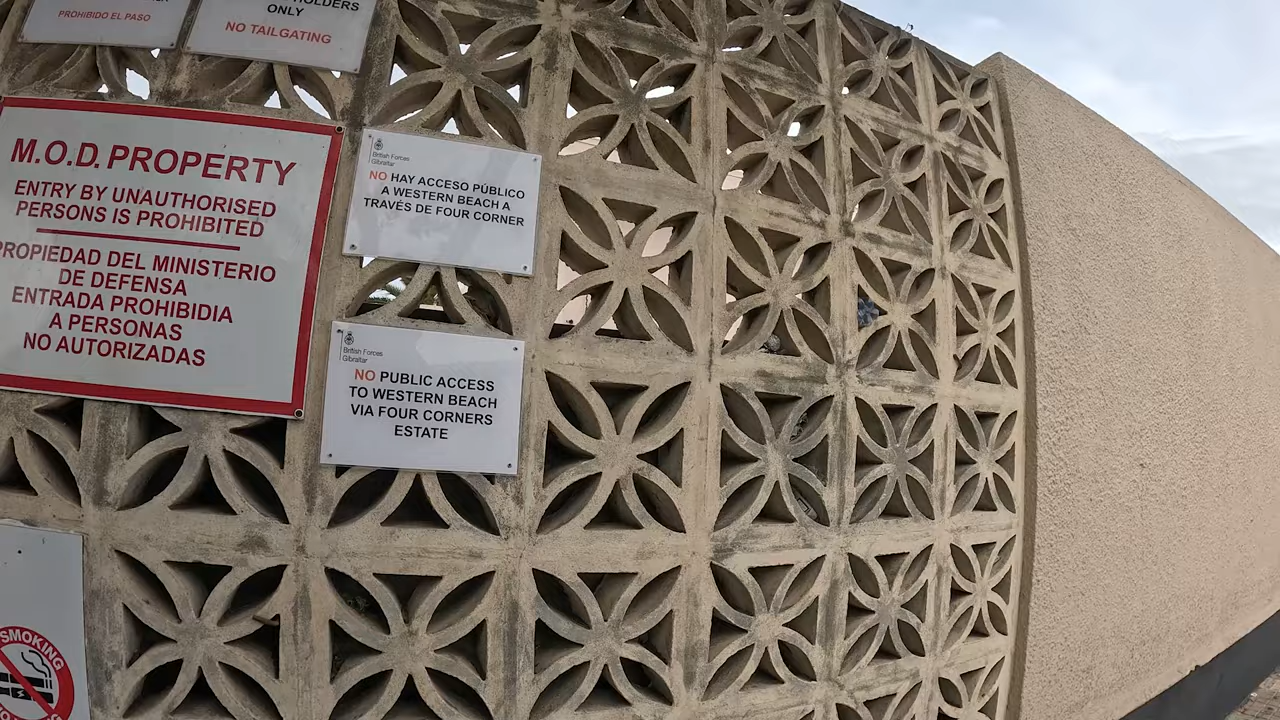 PROHIBIDO EL PASO
HOLDERS
ONLY
NO TAILGATING
M.O.D. PROPERTY
ENTRY BY UNAUTHORISED
PERSONS IS PROHIBITED
PROPIEDAD DEL MINISTERIO
DE DEFENSA
ENTRADA PROHIBIDIA
A PERSONAS
NO AUTORIZADAS
British Forces
Gibraltar
NO HAY ACCESO PÚBLICO
A WESTERN BEACH A
TRAVÉS DE FOUR CORNER
British Forces
Gibraltar
NO PUBLIC ACCESS
TO WESTERN BEACH
VIA FOUR CORNERS
ESTATE
SMOKING